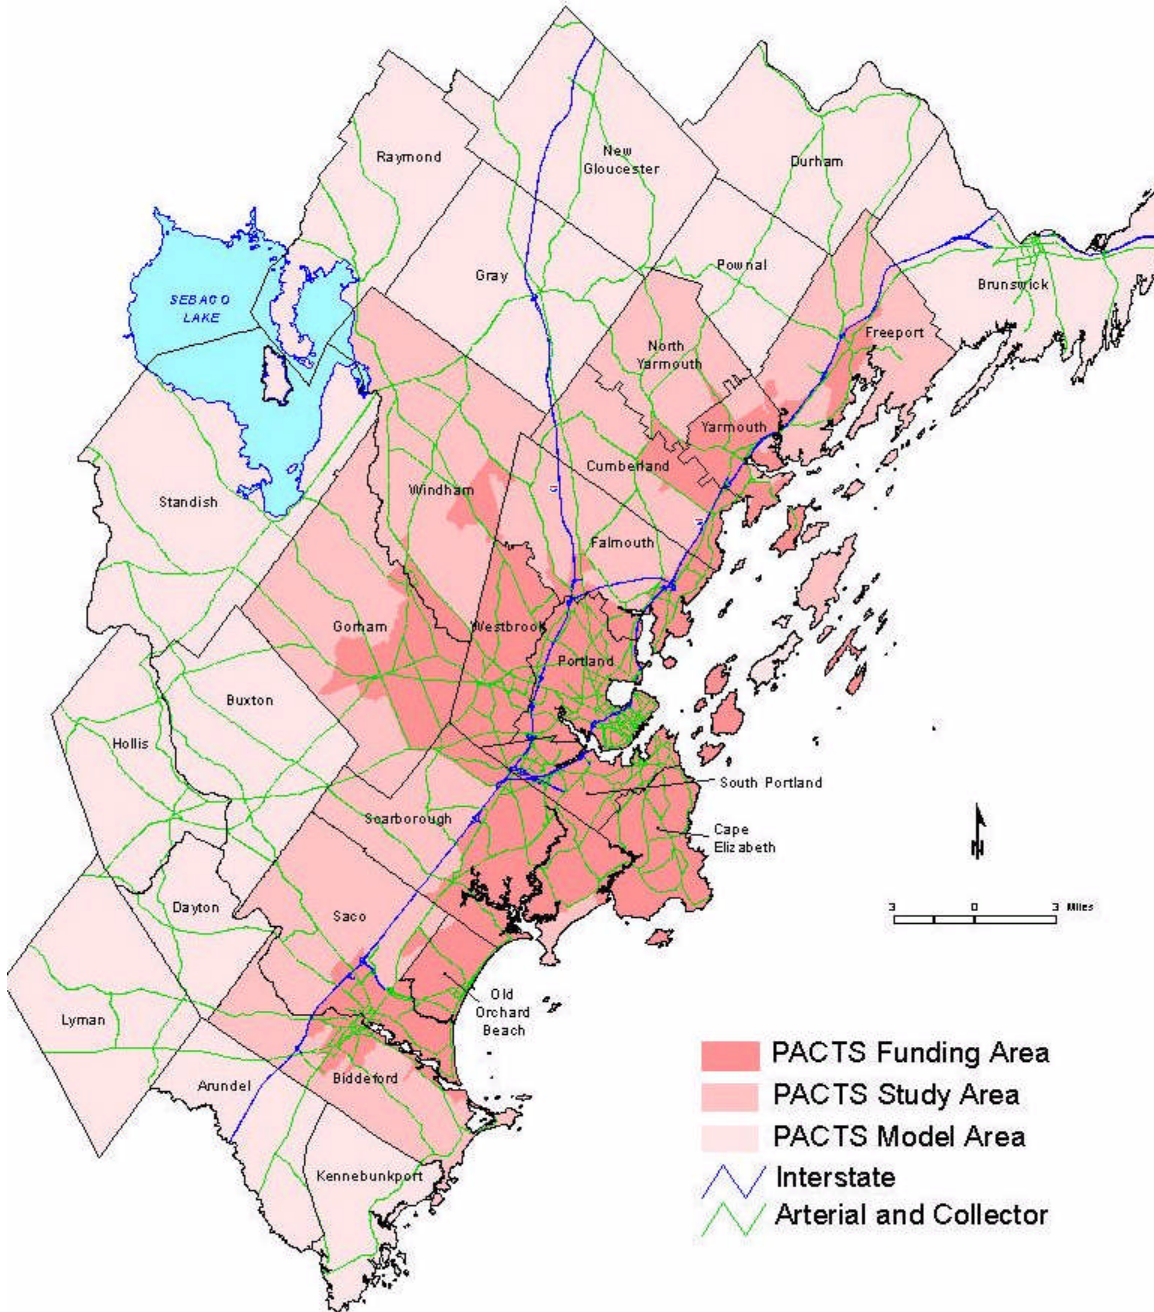 New
Gloucester
Raymond
Durham
Gray
Pownal
Brunswick
SEBAGO
LAKE
Freeport
North
Yarmouth
Yarmouth
Cumberland
Windham
Standish
Falmouth
Gorham
Westbrook
Portland
Buxton
Hollis
South Portland
Scarborough
Cape
Elizabeth
N
Dayton
Saco
3 0 3 Miles
Old
Orchard
Beach
Lyman
Biddeford
Arundel
Kennebunkport
PACTS Funding Area
PACTS Study Area
PACTS Model Area
Interstate
Arterial and Collector